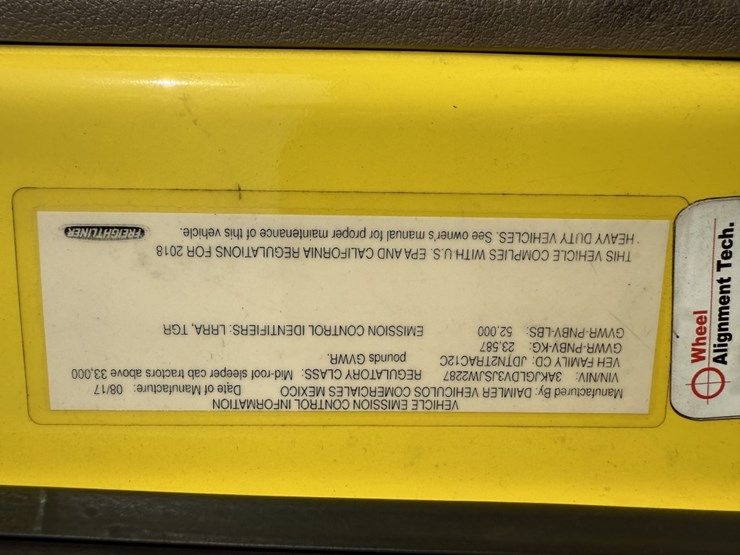 VEHICLE EMISSION CONTROL INFORMATION
Manufactured By: DAIMLER VEHICULOS COMERCIALES MEXICO Date of Manufacture: 08/17
VIN/NIV: 3AKJGLDV3JSJW2287 REGULATORY CLASS: Mid-roof sleeper cab tractors above 33,000
VEH FAMILY CD: JDTN2TRAC12C pounds GVWR.
GVWR-PNBV-KG: 23,587
GVWR-PNBV-LBS: 52,000 EMISSION CONTROL IDENTIFIERS: LRRA, TGR
THIS VEHICLE COMPLIES WITH U.S. EPA AND CALIFORNIA REGULATIONS FOR 2018
HEAVY DUTY VEHICLES. See owner's manual for proper maintenance of this vehicle.
FREIGHTLINER
Wheel
Alignment Tech.